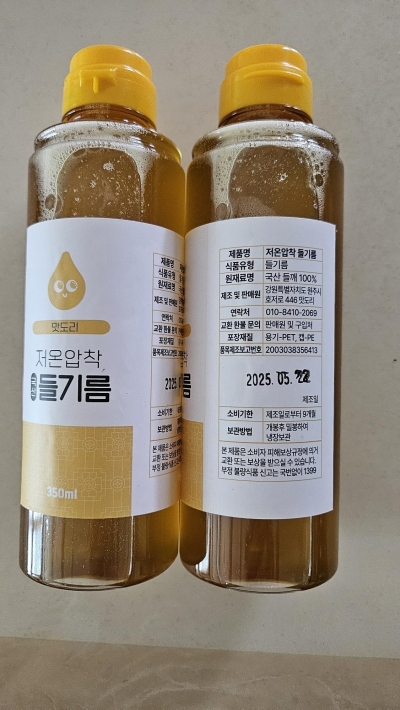 맛도리
저온압착
들기름
350ml
제품명 저온압착 들기름
식품유형 들기름
원재료명 국산 들깨 100%
제조 및 판매원 강원특별자치도 원주시
호저로 446 맛도리
연락처 010-8410-2069
교환 환불 문의 판매원 및 구입처
포장재질 용기-PET, 캡-PE
품목제조보고번호 2003038356413
2025. 05. 22
제조일
소비기한 제조일로부터 9개월
보관방법 개봉후 밀봉하여
냉장보관
본 제품은 소비자 피해보상규정에 의거
교환 또는 보상을 받으실 수 있습니다.
부정 불량식품 신고는 국번없이 1399